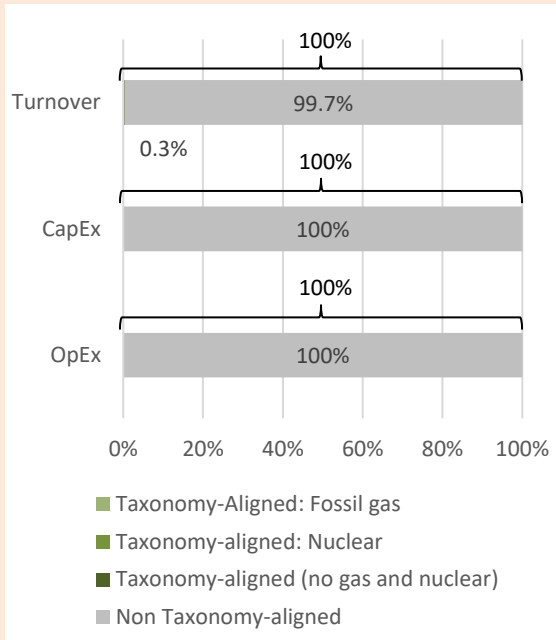 100%
Turnover
99.7%
0.3%
100%
CapEx
100%
100%
OpEx
100%
0% 20% 40% 60% 80% 100%
Taxonomy-Aligned: Fossil gas
Taxonomy-aligned: Nuclear
Taxonomy-aligned (no gas and nuclear)
Non Taxonomy-aligned